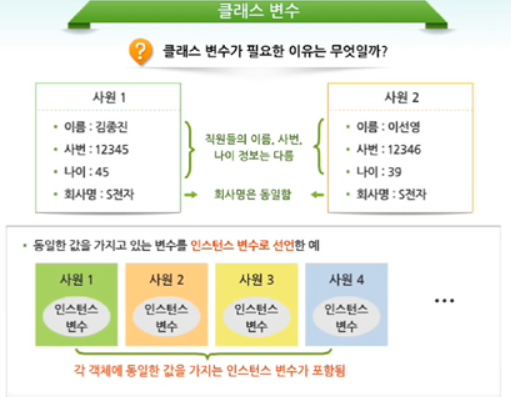 클래스 변수
? 클래스 변수가 필요한 이유는 무엇일까?
사원 1
• 이름 : 김종진
• 사번 : 12345
• 나이 : 45
• 회사명 : S전자
직원들의 이름, 사번,
나이 정보는 다름
회사명은 동일함
사원 2
• 이름 : 이선영
• 사번 : 12346
• 나이 : 39
• 회사명 : S전자
• 동일한 값을 가지고 있는 변수를 인스턴스 변수로 선언한 예
사원 1
인스턴스
변수
사원 2
인스턴스
변수
사원 3
인스턴스
변수
사원 4
인스턴스
변수
•••
각 객체에 동일한 값을 가지는 인스턴스 변수가 포함됨